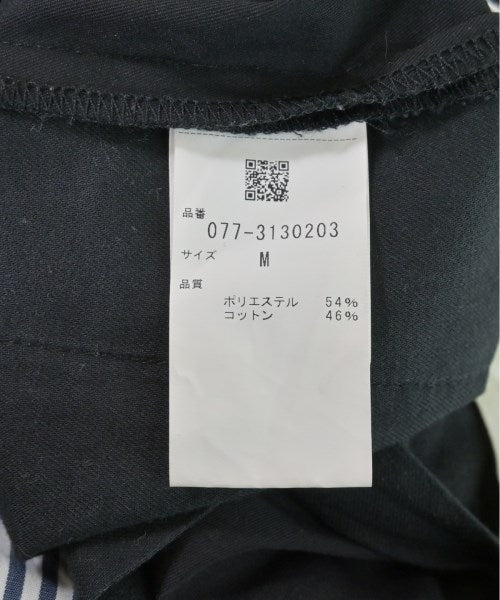 品番
077-3130203
サイズ M
品質
ポリエステル 54%
コットン 46%